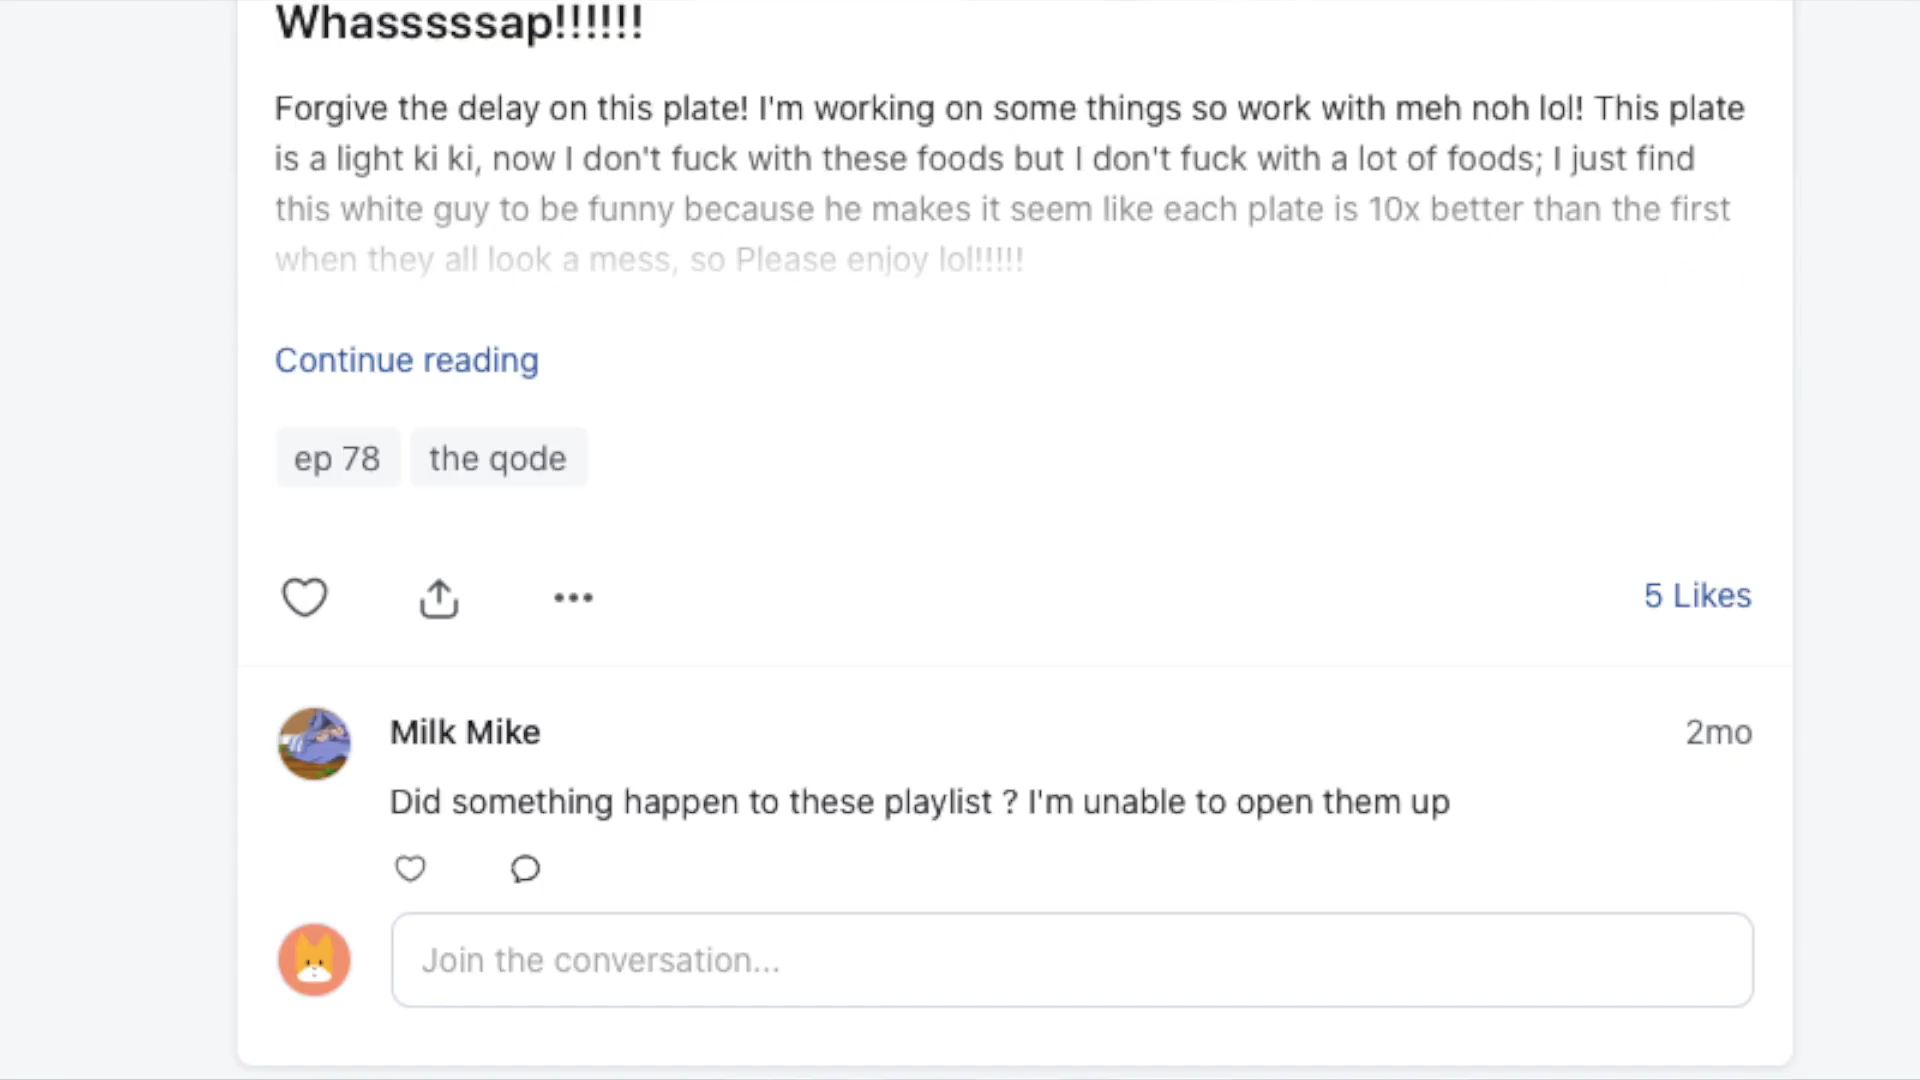 Whasssssap!!!!!!
Forgive the delay on this plate! I'm working on some things so work with meh noh lol! This plate
is a light ki ki, now I don't fuck with these foods but I don't fuck with a lot of foods; I just find
this white guy to be funny because he makes it seem like each plate is 10x better than the first
when they all look a mess, so Please enjoy lol!!!!!
Continue reading
ep 78 the qode
5 Likes
Milk Mike 2mo
Did something happen to these playlist ? I'm unable to open them up
Join the conversation...